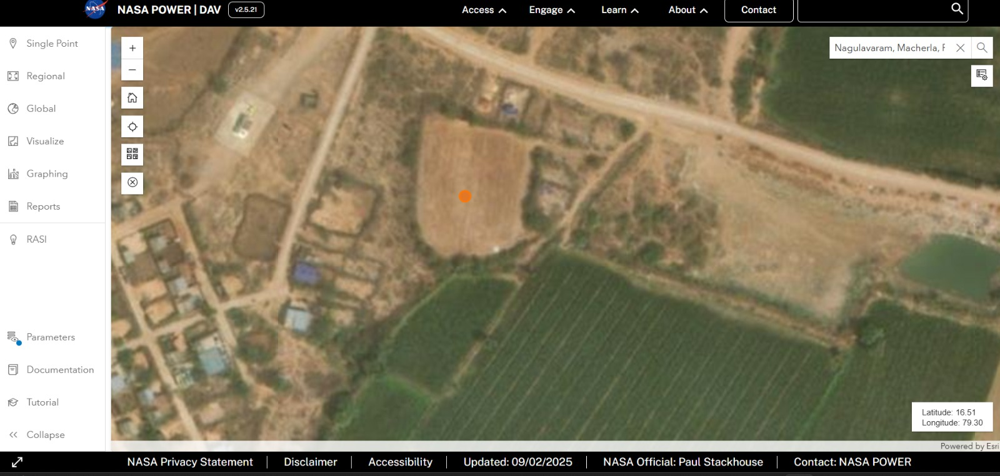 NASA
NASA POWER | DAV
v2.5.21
Access
Engage
Learn
About
Contact
Single Point
Regional
Global
Visualize
Graphing
Reports
RASI
Parameters
Documentation
Tutorial
Collapse
+
−
Nagulavaram, Macherla,
Latitude: 16.51
Longitude: 79.30
Powered by Esri
NASA Privacy Statement
Disclaimer
Accessibility
Updated: 09/02/2025
NASA Official: Paul Stackhouse
Contact: NASA POWER